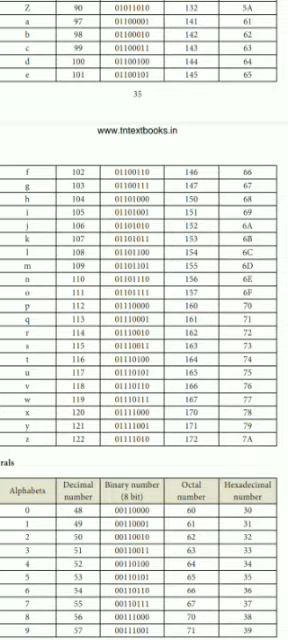 Z 90 01011010 132 5A
a 97 01100001 141 61
b 98 01100010 142 62
c 99 01100011 143 63
d 100 01100100 144 64
e 101 01100101 145 65
35
www.tntextbooks.in
f 102 01100110 146 66
g 103 01100111 147 67
h 104 01101000 150 68
i 105 01101001 151 69
j 106 01101010 152 6A
k 107 01101011 153 6B
l 108 01101100 154 6C
m 109 01101101 155 6D
n 110 01101110 156 6E
o 111 01101111 157 6F
p 112 01110000 160 70
q 113 01110001 161 71
r 114 01110010 162 72
s 115 01110011 163 73
t 116 01110100 164 74
u 117 01110101 165 75
v 118 01110110 166 76
w 119 01110111 167 77
x 120 01111000 170 78
y 121 01111001 171 79
z 122 01111010 172 7A
rals
Alphabets Decimal number Binary number (8 bit) Octal number Hexadecimal number
0 48 00110000 60 30
1 49 00110001 61 31
2 50 00110010 62 32
3 51 00110011 63 33
4 52 00110100 64 34
5 53 00110101 65 35
6 54 00110110 66 36
7 55 00110111 67 37
8 56 00111000 70 38
9 57 00111001 71 39